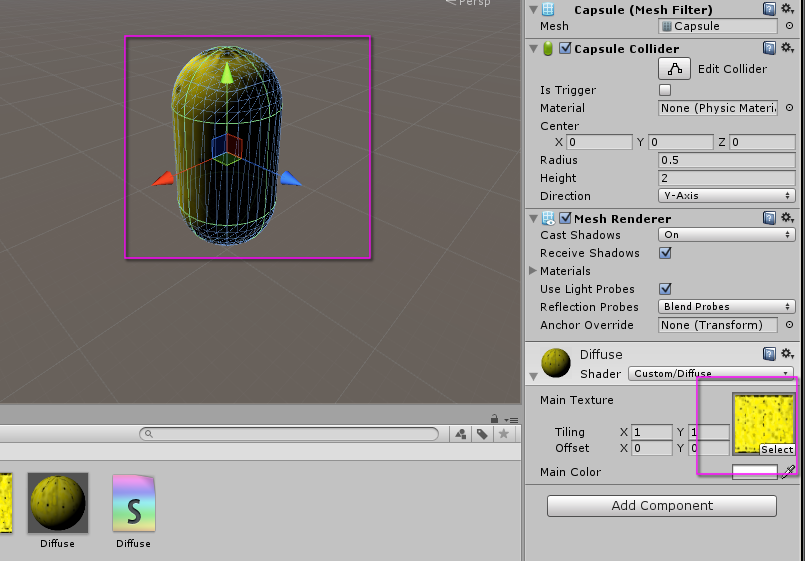 Persp
Capsule (Mesh Filter)
Mesh Capsule
Capsule Collider
Edit Collider
Is Trigger
Material None (Physic Materia
Center
X 0 Y 0 Z 0
Radius 0.5
Height 2
Direction Y-Axis
Mesh Renderer
Cast Shadows On
Receive Shadows
Materials
Use Light Probes
Reflection Probes Blend Probes
Anchor Override None (Transform)
Diffuse
Shader Custom/Diffuse
Main Texture
Tiling X 1 Y 1
Offset X 0 Y 0
Select
Main Color
Add Component
S
Diffuse Diffuse